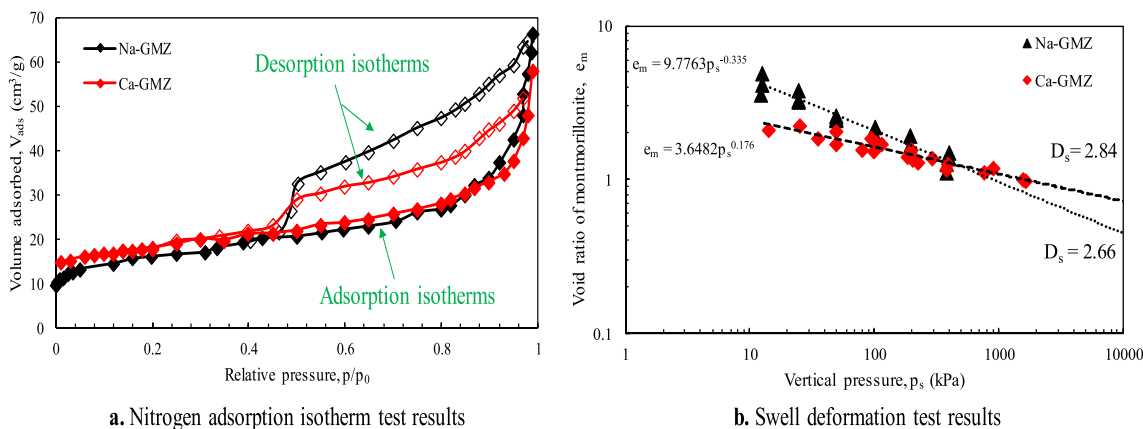 70
60
50
40
30
20
10
0
Volume adsorbed, Vads (cm³/g)
Na-GMZ
Ca-GMZ
Desorption isotherms
Adsorption isotherms
0 0.2 0.4 0.6 0.8 1
Relative pressure, p/p0
a. Nitrogen adsorption isotherm test results
10
1
0.1
Void ratio of montmorillonite, em
em = 9.7763ps-0.335
em = 3.6482ps0.176
Na-GMZ
Ca-GMZ
Ds = 2.84
Ds = 2.66
1 10 100 1000 10000
Vertical pressure, ps (kPa)
b. Swell deformation test results